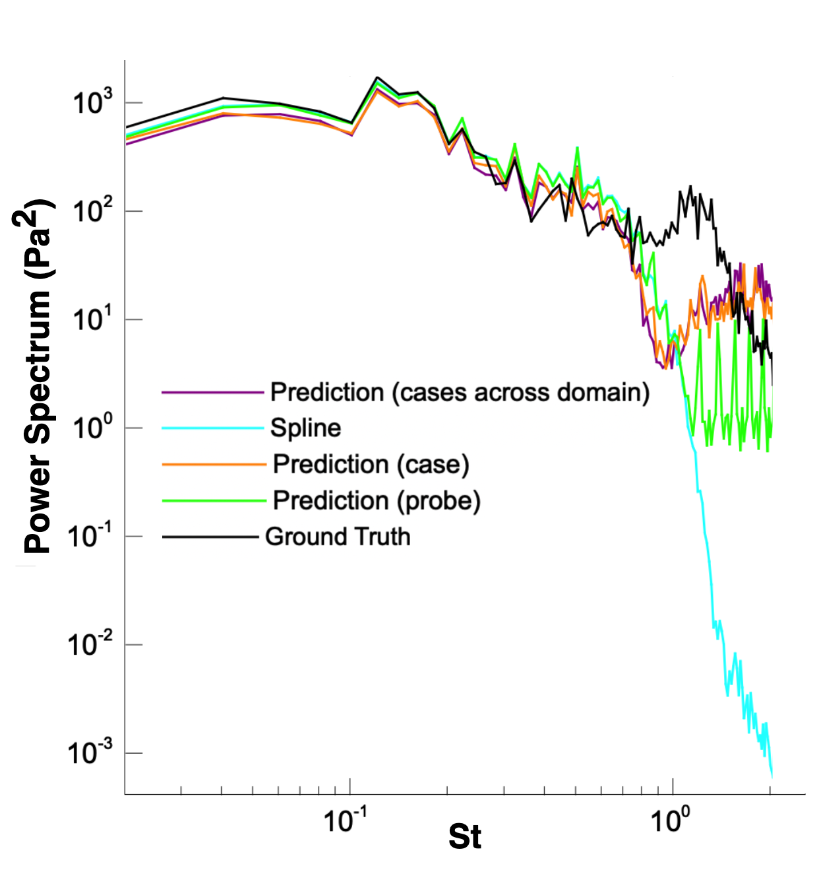 10³
10²
10¹
10⁰
10⁻¹
10⁻²
10⁻³
Power Spectrum (Pa²)
Prediction (cases across domain)
Spline
Prediction (case)
Prediction (probe)
Ground Truth
10⁻¹
10⁰
St